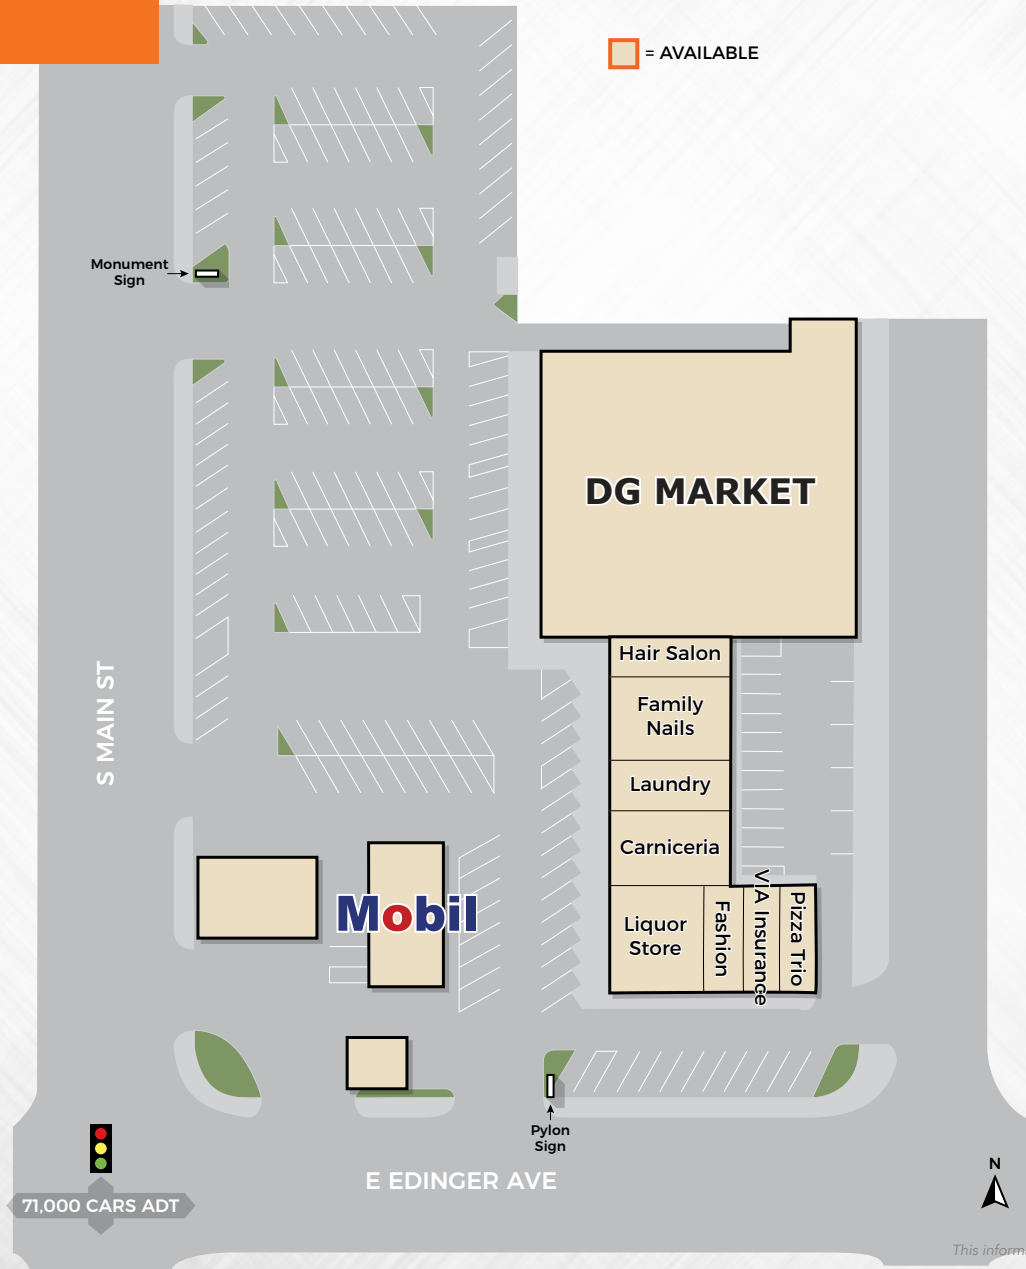 = AVAILABLE
Monument
Sign
DG MARKET
Hair Salon
Family
Nails
Laundry
Carniceria
Liquor
Store
Fashion
VIA Insurance
Pizza Trio
Mobil
S MAIN ST
Pylon
Sign
E EDINGER AVE
71,000 CARS ADT
N
This inform